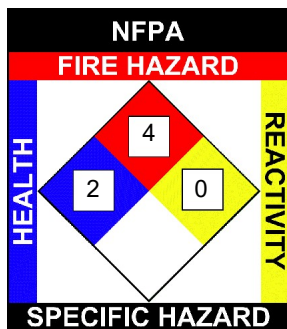 NFPA
FIRE HAZARD
4
HEALTH
2
0
REACTIVITY
SPECIFIC HAZARD